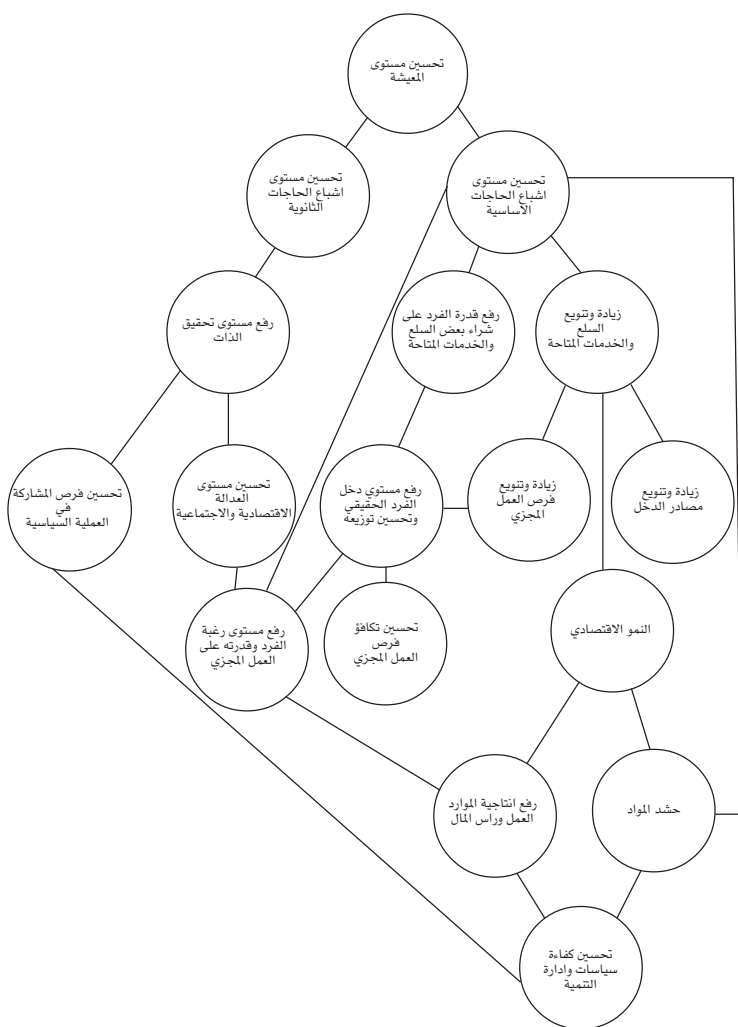 تحسين مستوى
المعيشة
تحسين مستوى
اشباع الحاجات
الاساسية
تحسين مستوى
اشباع الحاجات
الثانوية
زيادة وتنويع
السلع
والخدمات المتاحة
رفع قدرة الفرد على
شراء بعض السلع
والخدمات المتاحة
رفع مستوى تحقيق
الذات
زيادة وتنويع
مصادر الدخل
زيادة وتنويع
فرص العمل
المجزي
رفع مستوي دخل
الفرد الحقيقي
وتحسين توزيعه
تحسين مستوى
العدالة
الاقتصادية والاجتماعية
تحسين فرص المشاركة
في
العملية السياسية
النمو الاقتصادي
تحسين تكافؤ
فرص
العمل المجزي
رفع مستوى رغبة
الفرد وقدرته على
العمل المجزي
حشد المواد
رفع انتاجية الموارد
العمل وراس المال
تحسين كفاءة
سياسات وادارة
التنمية